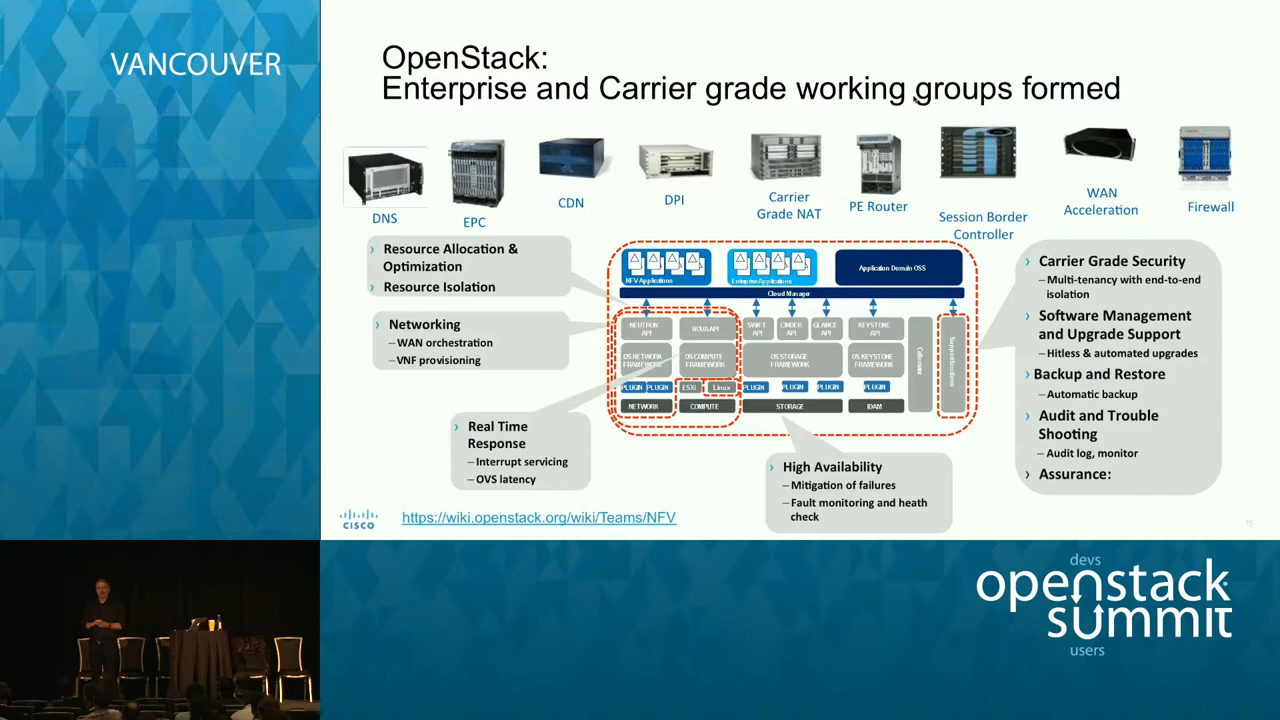 VANCOUVER
OpenStack:
Enterprise and Carrier grade working groups formed
DNS
EPC
CDN
DPI
Carrier
Grade NAT
PE Router
Session Border
Controller
WAN
Acceleration
Firewall
› Resource Allocation &
Optimization
› Resource Isolation
› Networking
– WAN orchestration
– VNF provisioning
› Real Time
Response
– Interrupt servicing
– OVS latency
NFV Applications
Enterprise Applications
Application Domain OSS
Cloud Manager
NEUTRON
API
NOVA API
SWIFT
API
CINDER
API
GLANCE
API
KEYSTONE
API
OS NETWORK
FRAMEWORK
OS COMPUTE
FRAMEWORK
OS STORAGE
FRAMEWORK
OS KEYSTONE
FRAMEWORK
PLUGIN
PLUGIN
ESXi
Linux
PLUGIN
PLUGIN
PLUGIN
PLUGIN
NETWORK
COMPUTE
STORAGE
IDAM
› High Availability
– Mitigation of failures
– Fault monitoring and heath
check
› Carrier Grade Security
– Multi-tenancy with end-to-end
isolation
› Software Management
and Upgrade Support
– Hitless & automated upgrades
› Backup and Restore
– Automatic backup
› Audit and Trouble
Shooting
– Audit log, monitor
› Assurance:
CISCO
https://wiki.openstack.org/wiki/Teams/NFV
15
devs
openstack
summit
users